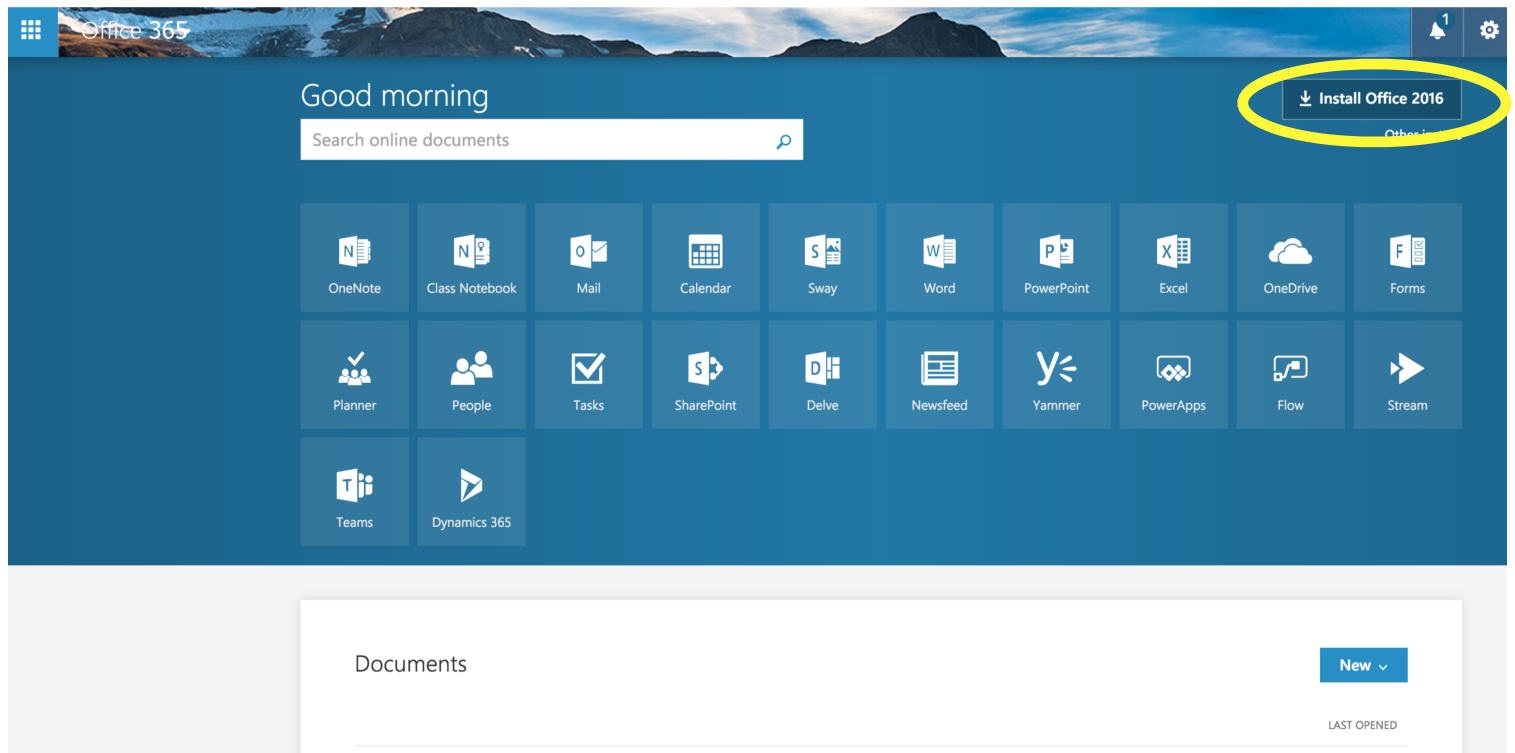 Office 365
1
Good morning
Install Office 2016
Search online documents
Other
OneNote
Class Notebook
Mail
Calendar
Sway
Word
PowerPoint
Excel
OneDrive
Forms
Planner
People
Tasks
SharePoint
Delve
Newsfeed
Yammer
PowerApps
Flow
Stream
Teams
Dynamics 365
Documents
New
LAST OPENED